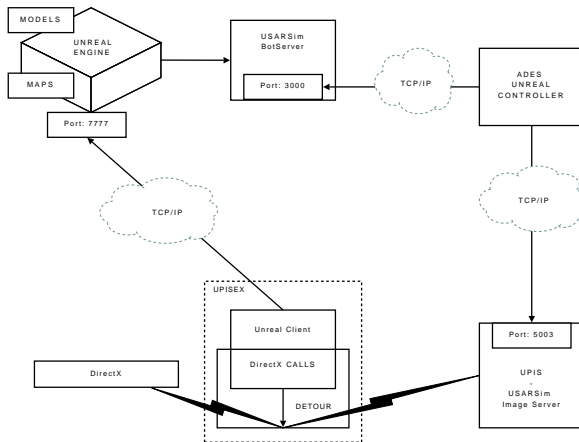 MODELS
UNREAL
ENGINE
MAPS
Port: 7777
USARSim
BotServer
Port: 3000
TCP/IP
ADES
UNREAL
CONTROLLER
TCP/IP
TCP/IP
UPISEX
Unreal Client
DirectX CALLS
DETOUR
DirectX
Port: 5003
UPIS
-
USARSim
Image Server